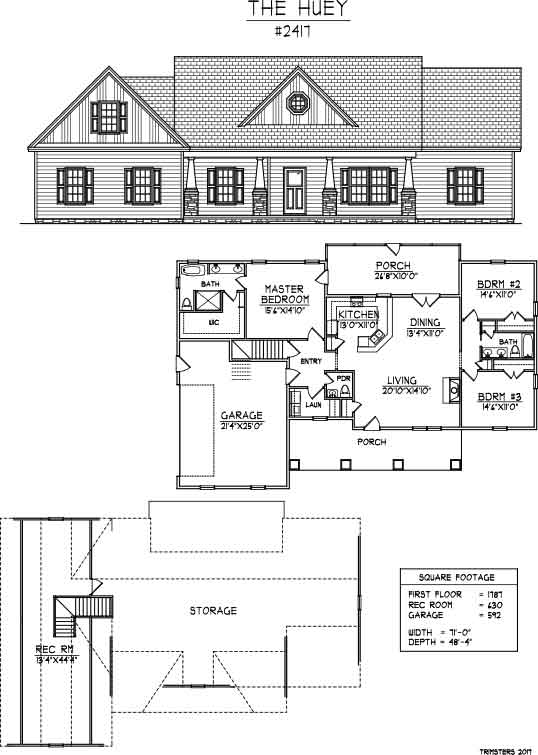 THE HUEY
#2417
BATH
WIC
MASTER
BEDROOM
15'6"X14'10"
PORCH
26'8"X10'0"
BDRM #2
14'6"X11'0"
KITCHEN
13'0"X11'0"
DINING
13'4"X11'0"
BATH
ENTRY
LIVING
20'10"X14'10"
PDR
LAUN
BDRM #3
14'6"X11'0"
GARAGE
21'4"X25'0"
PORCH
STORAGE
REC RM
13'4"X44'4"
SQUARE FOOTAGE
FIRST FLOOR = 1787
REC ROOM = 630
GARAGE = 592
WIDTH = 71'-0"
DEPTH = 48'-4"
TRIMSTERS 2017